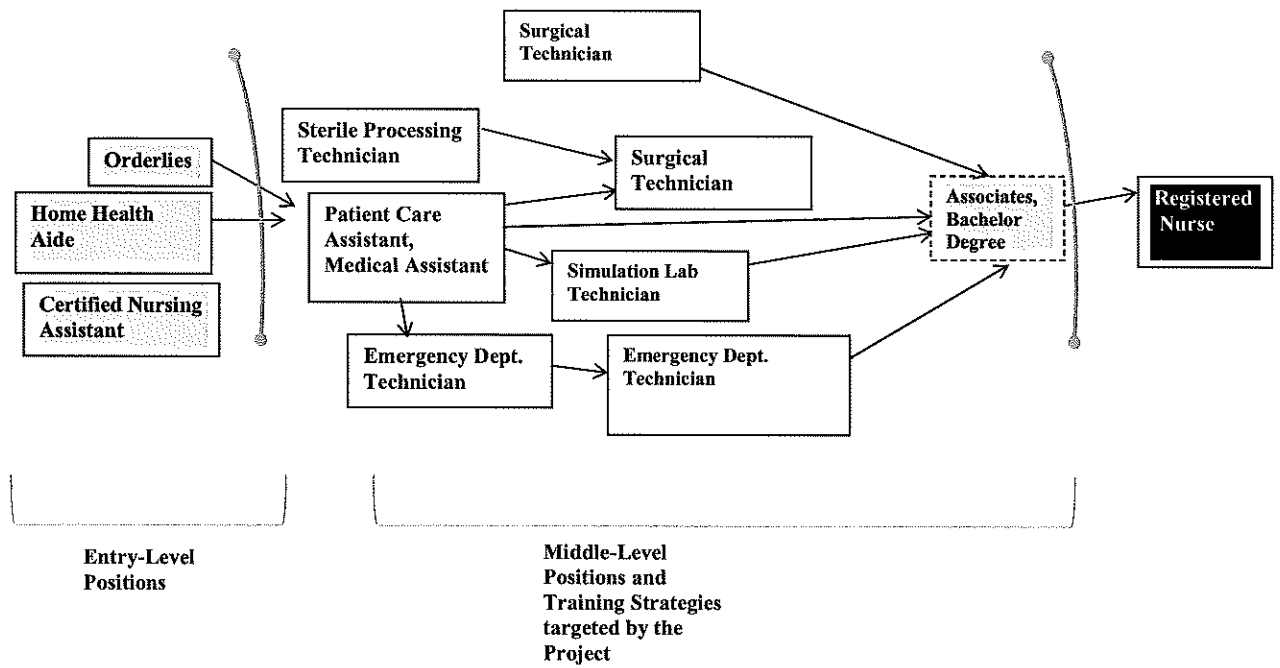 Surgical
Technician
Sterile Processing
Technician
Orderlies
Surgical
Technician
Home Health
Aide
Patient Care
Assistant,
Medical Assistant
Associates,
Bachelor
Degree
Registered
Nurse
Simulation Lab
Technician
Certified Nursing
Assistant
Emergency Dept.
Technician
Emergency Dept.
Technician
Entry-Level
Positions
Middle-Level
Positions and
Training Strategies
targeted by the
Project